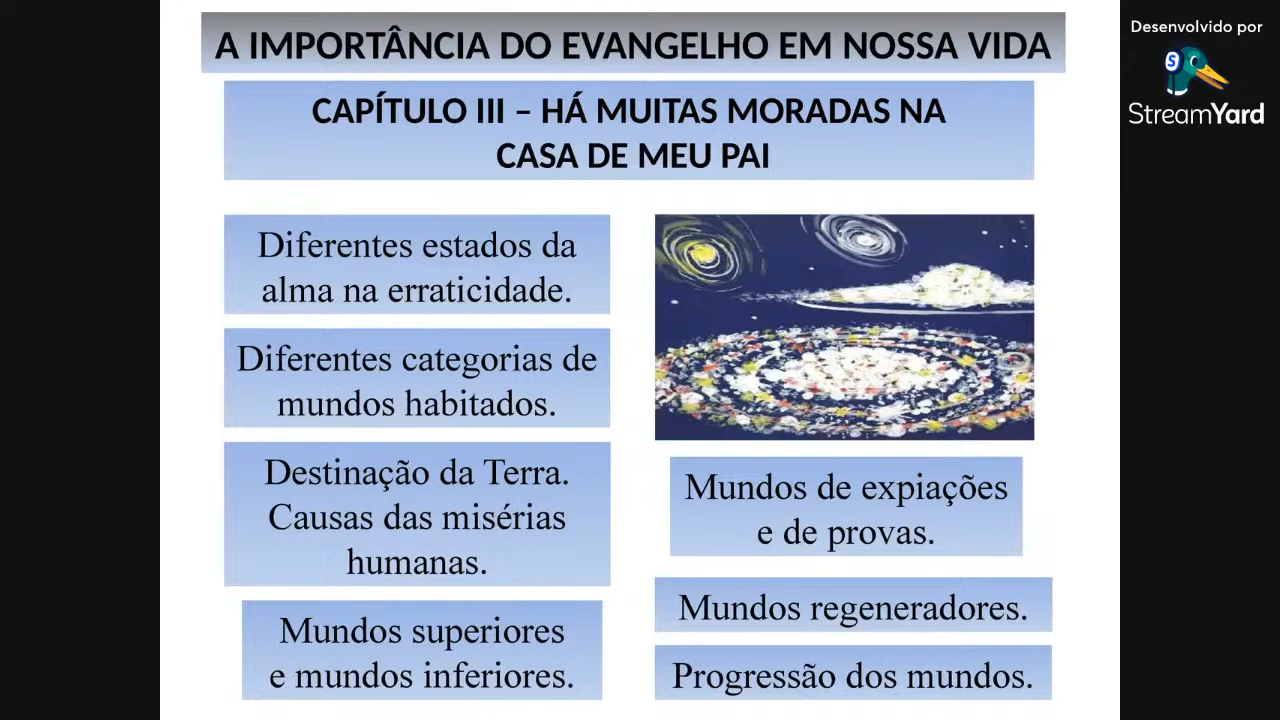 A IMPORTÂNCIA DO EVANGELHO EM NOSSA VIDA
CAPÍTULO III – HÁ MUITAS MORADAS NA
CASA DE MEU PAI
Diferentes estados da
alma na erraticidade.
Diferentes categorias de
mundos habitados.
Destinação da Terra.
Causas das misérias
humanas.
Mundos superiores
e mundos inferiores.
Mundos de expiações
e de provas.
Mundos regeneradores.
Progressão dos mundos.
Desenvolvido por
S
StreamYard